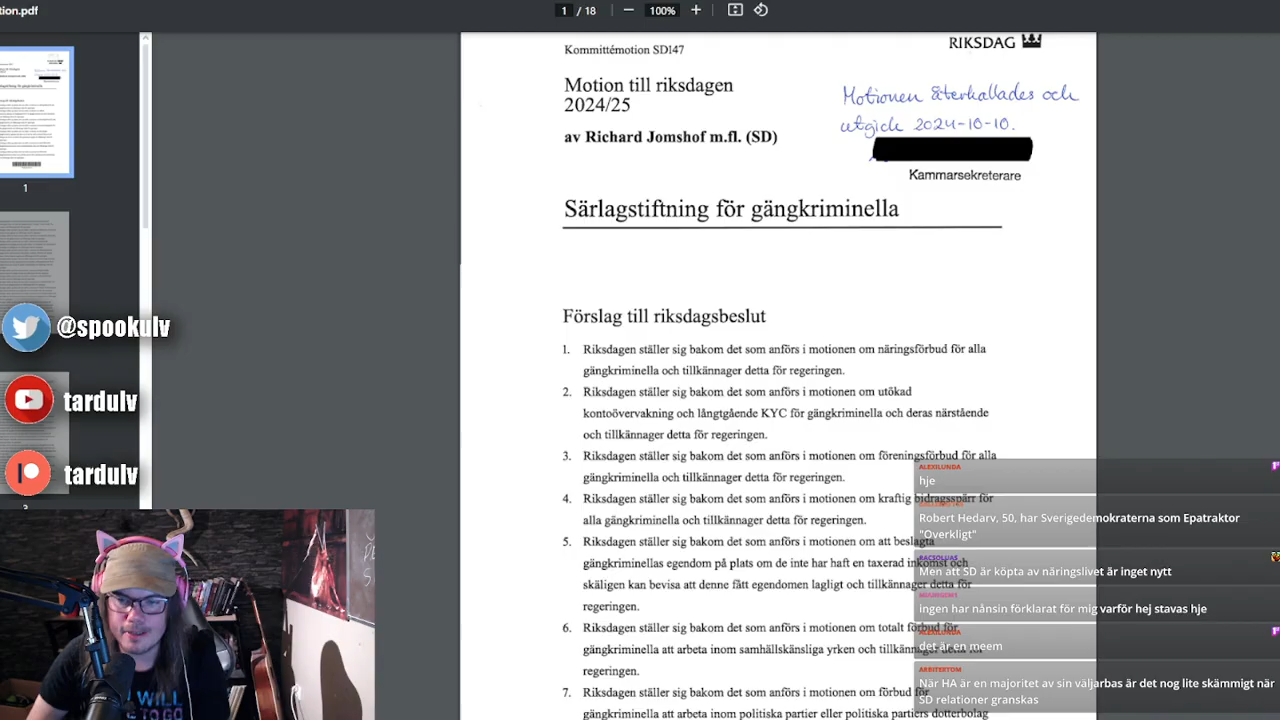 tion.pdf
1 / 18
100%
Kommittémotion SD147
RIKSDAG
Motion till riksdagen
2024/25
av Richard Jomshof m.fl. (SD)
Motionen återkallades och
utgick 2024-10-10.
Kammarsekreterare
Särlagstiftning för gängkriminella
Förslag till riksdagsbeslut
1. Riksdagen ställer sig bakom det som anförs i motionen om näringsförbud för alla
gängkriminella och tillkännager detta för regeringen.
2. Riksdagen ställer sig bakom det som anförs i motionen om utökad
kontoövervakning och långtgående KYC för gängkriminella och deras närstående
och tillkännager detta för regeringen.
3. Riksdagen ställer sig bakom det som anförs i motionen om föreningsförbud för alla
gängkriminella och tillkännager detta för regeringen.
4. Riksdagen ställer sig bakom det som anförs i motionen om kraftig bidragsspärr för
alla gängkriminella och tillkännager detta för regeringen.
5. Riksdagen ställer sig bakom det som anförs i motionen om att beslagta
gängkriminellas egendom på plats om de inte har haft en taxerad inkomst och
skäligen kan bevisa att denne fått egendomen lagligt och tillkännager detta för
regeringen.
6. Riksdagen ställer sig bakom det som anförs i motionen om totalt förbud för
gängkriminella att arbeta inom samhällskänsliga yrken och tillkännager detta för
regeringen.
7. Riksdagen ställer sig bakom det som anförs i motionen om förbud för
gängkriminella att arbeta inom politiska partier eller politiska partiers dotterbolag
1
@spookulv
tardulv
tardulv
ALEXILUNDA
hje
Robert Hedarv, 50, har Sverigedemokraterna som Epatraktor
"Overkligt"
Men att SD är köpta av näringslivet är inget nytt
ingen har nånsin förklarat för mig varför hej stavas hje
ALEXILUNDA
det är en meem
ARBITEKTOM
När HA är en majoritet av sin väljarbas är det nog lite skämmigt när
SD relationer granskas